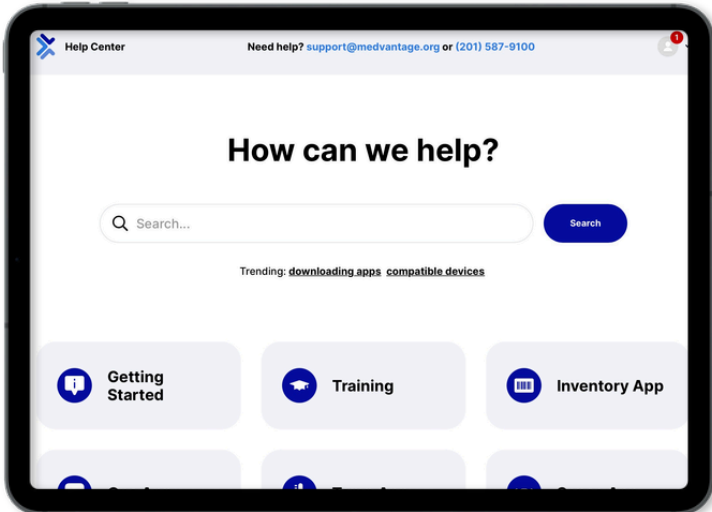 Help Center
Need help? support@medvantage.org or (201) 587-9100
1
How can we help?
Search...
Search
Trending: downloading apps compatible devices
Getting
Started
Training
Inventory App